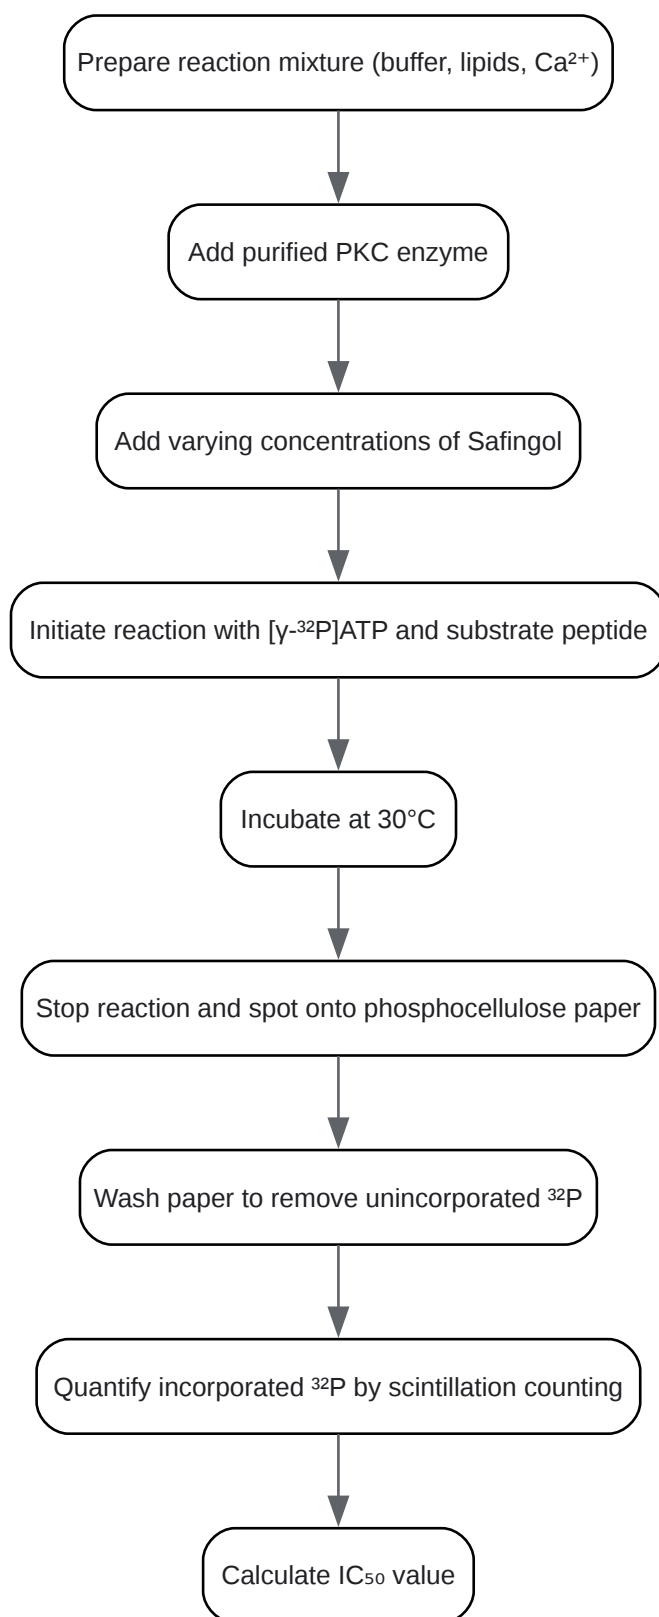 Prepare reaction mixture (buffer, lipids, Ca²⁺)
Add purified PKC enzyme
Add varying concentrations of Safingol
Initiate reaction with [γ-³²P]ATP and substrate peptide
Incubate at 30°C
Stop reaction and spot onto phosphocellulose paper
Wash paper to remove unincorporated ³²P
Quantify incorporated ³²P by scintillation counting
Calculate IC₅₀ value